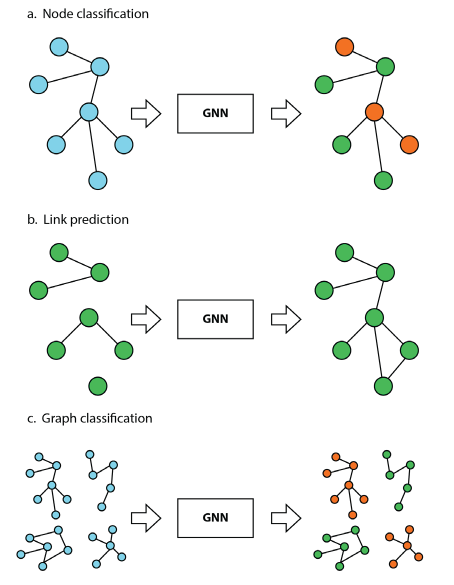 a. Node classification
GNN
b. Link prediction
GNN
c. Graph classification
GNN